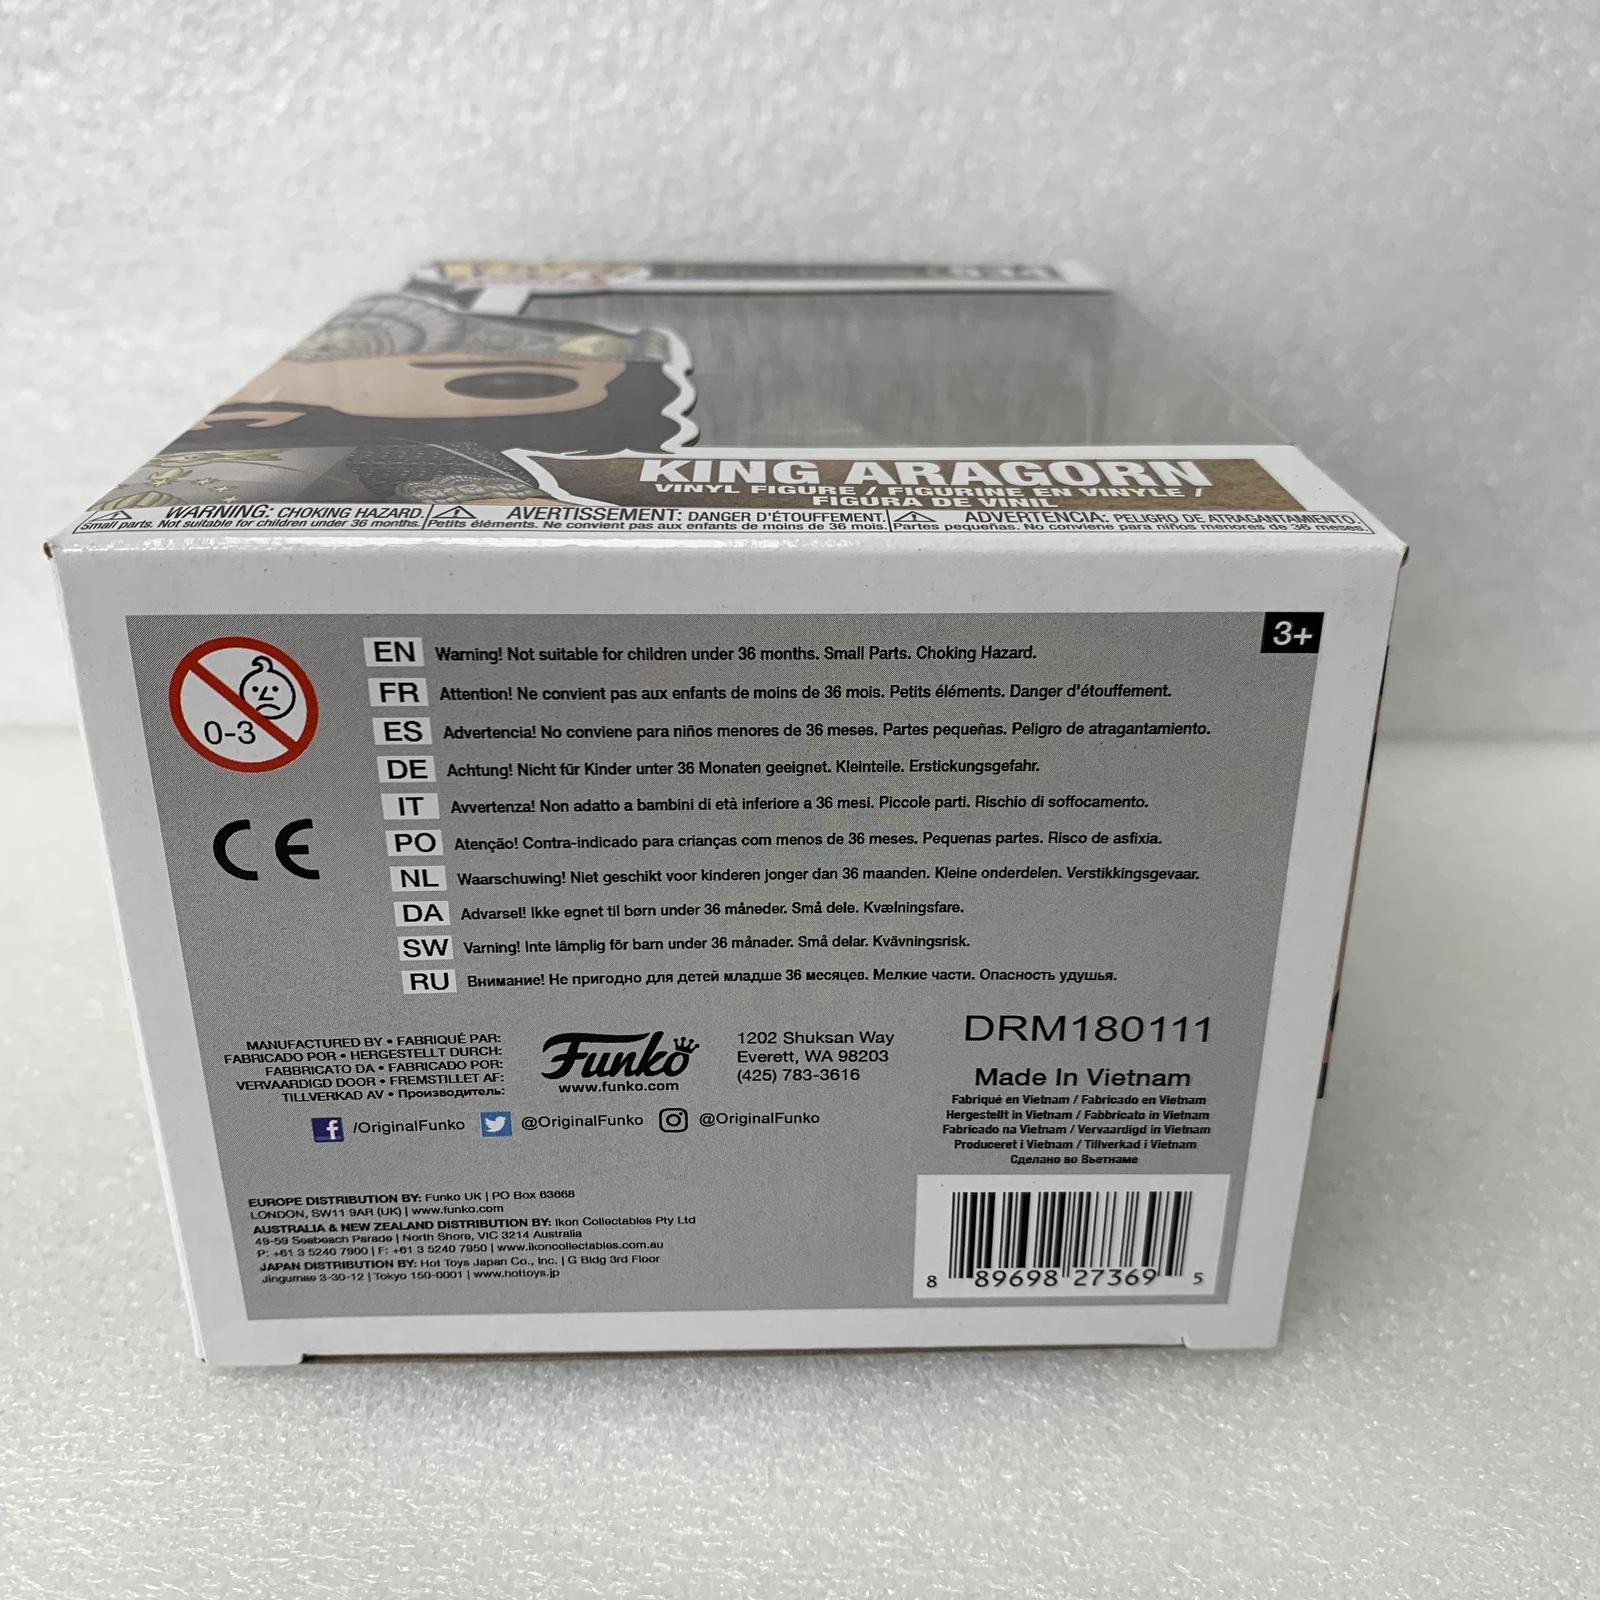 534
KING ARAGORN
VINYL FIGURE / FIGURINE EN VINYLE /
FIGURA DE VINIL
WARNING: CHOKING HAZARD.
Small parts. Not suitable for children under 36 months.
AVERTISSEMENT: DANGER D'ÉTOUFFEMENT.
Petits éléments. Ne convient pas aux enfants de moins de 36 mois.
ADVERTENCIA: PELIGRO DE ATRAGANTAMIENTO.
Partes pequeñas. No conviene para niños menores de 36 meses.
3+
0-3
EN Warning! Not suitable for children under 36 months. Small Parts. Choking Hazard.
FR Attention! Ne convient pas aux enfants de moins de 36 mois. Petits éléments. Danger d'étouffement.
ES Advertencia! No conviene para niños menores de 36 meses. Partes pequeñas. Peligro de atragantamiento.
DE Achtung! Nicht für Kinder unter 36 Monaten geeignet. Kleinteile. Erstickungsgefahr.
IT Avvertenza! Non adatto a bambini di età inferiore a 36 mesi. Piccole parti. Rischio di soffocamento.
PO Atenção! Contra-indicado para crianças com menos de 36 meses. Pequenas partes. Risco de asfixia.
NL Waarschuwing! Niet geschikt voor kinderen jonger dan 36 maanden. Kleine onderdelen. Verstikkingsgevaar.
DA Advarsel! Ikke egnet til børn under 36 måneder. Små dele. Kvælningsfare.
SW Varning! Inte lämplig för barn under 36 månader. Små delar. Kvävningsrisk.
RU Внимание! Не пригодно для детей младше 36 месяцев. Мелкие части. Опасность удушья.
CE
MANUFACTURED BY • FABRIQUÉ PAR:
FABRICADO POR • HERGESTELLT DURCH:
FABBRICATO DA • FABRICADO POR:
VERVAARDIGD DOOR • FREMSTILLET AF:
TILLVERKAD AV • Производитель:
Funko
www.funko.com
1202 Shuksan Way
Everett, WA 98203
(425) 783-3616
/OriginalFunko @OriginalFunko @OriginalFunko
DRM180111
Made In Vietnam
Fabriqué en Vietnam / Fabricado en Vietnam
Hergestellt in Vietnam / Fabbricato in Vietnam
Fabricado na Vietnam / Vervaardigd in Vietnam
Produceret i Vietnam / Tillverkad i Vietnam
Сделано во Вьетнаме
EUROPE DISTRIBUTION BY: Funko UK | PO Box 63668
LONDON, SW11 9AR (UK) | www.funko.com
AUSTRALIA & NEW ZEALAND DISTRIBUTION BY: Ikon Collectables Pty Ltd
49-59 Seabeach Parade | North Shore, VIC 3214 Australia
P: +61 3 5240 7900 | F: +61 3 5240 7950 | www.ikoncollectables.com.au
JAPAN DISTRIBUTION BY: Hot Toys Japan Co., Inc. | G Bldg 3rd Floor
Jingumae 3-30-12 | Tokyo 150-0001 | www.hottoys.jp
8 89698 27369 5